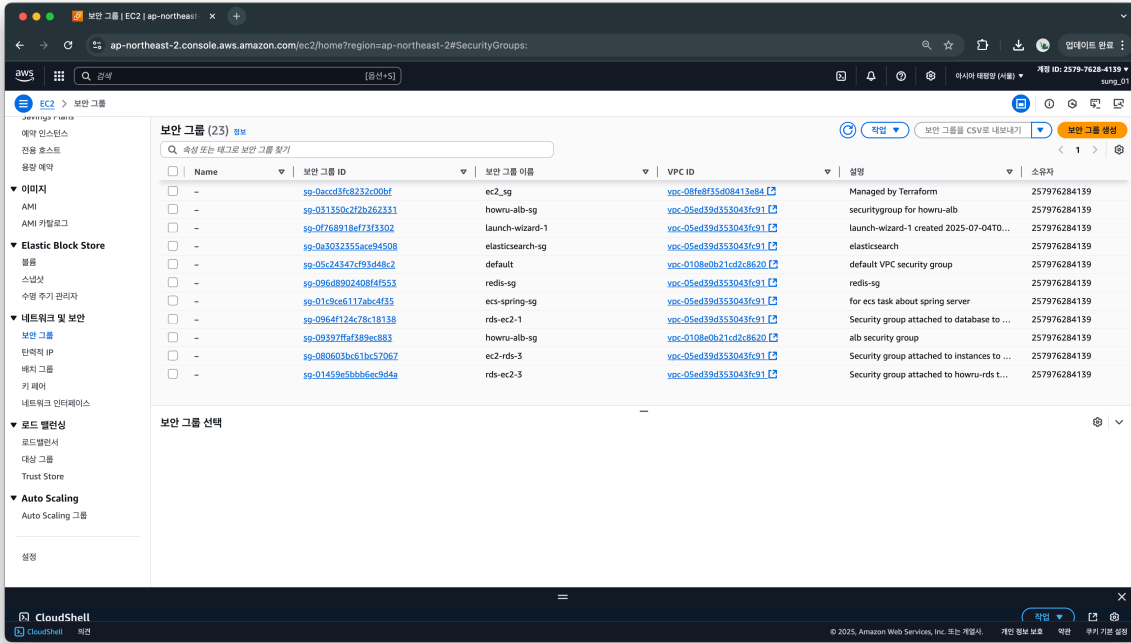 보안 그룹 | EC2 | ap-northeast-
ap-northeast-2.console.aws.amazon.com/ec2/home?region=ap-northeast-2#SecurityGroups:
업데이트 완료
aws
검색 [옵션+S]
아시아 태평양 (서울)
계정 ID: 2579-7628-4139
sung_01
EC2 > 보안 그룹
Savings Plans
예약 인스턴스
전용 호스트
용량 예약
이미지
AMI
AMI 카탈로그
Elastic Block Store
볼륨
스냅샷
수명 주기 관리자
네트워크 및 보안
보안 그룹
탄력적 IP
배치 그룹
키 페어
네트워크 인터페이스
로드 밸런싱
로드밸런서
대상 그룹
Trust Store
Auto Scaling
Auto Scaling 그룹
설정
보안 그룹 (23) 정보
작업 보안 그룹을 CSV로 내보내기 보안 그룹 생성
속성 또는 태그로 보안 그룹 찾기
1
Name 보안 그룹 ID 보안 그룹 이름 VPC ID 설명 소유자
– sg-0accd3fc8232c00bf ec2_sg vpc-08fe8f35d08413e84 Managed by Terraform 257976284139
– sg-031350c2f2b262331 howru-alb-sg vpc-05ed39d353043fc91 securitygroup for howru-alb 257976284139
– sg-0f768918ef73f3302 launch-wizard-1 vpc-05ed39d353043fc91 launch-wizard-1 created 2025-07-04T0... 257976284139
– sg-0a3032355ace94508 elasticsearch-sg vpc-05ed39d353043fc91 elasticsearch 257976284139
– sg-05c24347cf93d48c2 default vpc-0108e0b21cd2c8620 default VPC security group 257976284139
– sg-096d8902408f4f553 redis-sg vpc-05ed39d353043fc91 redis-sg 257976284139
– sg-01c9ce6117abc4f35 ecs-spring-sg vpc-05ed39d353043fc91 for ecs task about spring server 257976284139
– sg-0964f124c78c18138 rds-ec2-1 vpc-05ed39d353043fc91 Security group attached to database to ... 257976284139
– sg-09397ffaf389ec883 howru-alb-sg vpc-0108e0b21cd2c8620 alb security group 257976284139
– sg-080603bc61bc57067 ec2-rds-3 vpc-05ed39d353043fc91 Security group attached to instances to ... 257976284139
– sg-01459e5bbb6ec9d4a rds-ec2-3 vpc-05ed39d353043fc91 Security group attached to howru-rds t... 257976284139
보안 그룹 선택
CloudShell
작업
CloudShell 의견
© 2025, Amazon Web Services, Inc. 또는 계열사. 개인 정보 보호 약관 쿠키 기본 설정